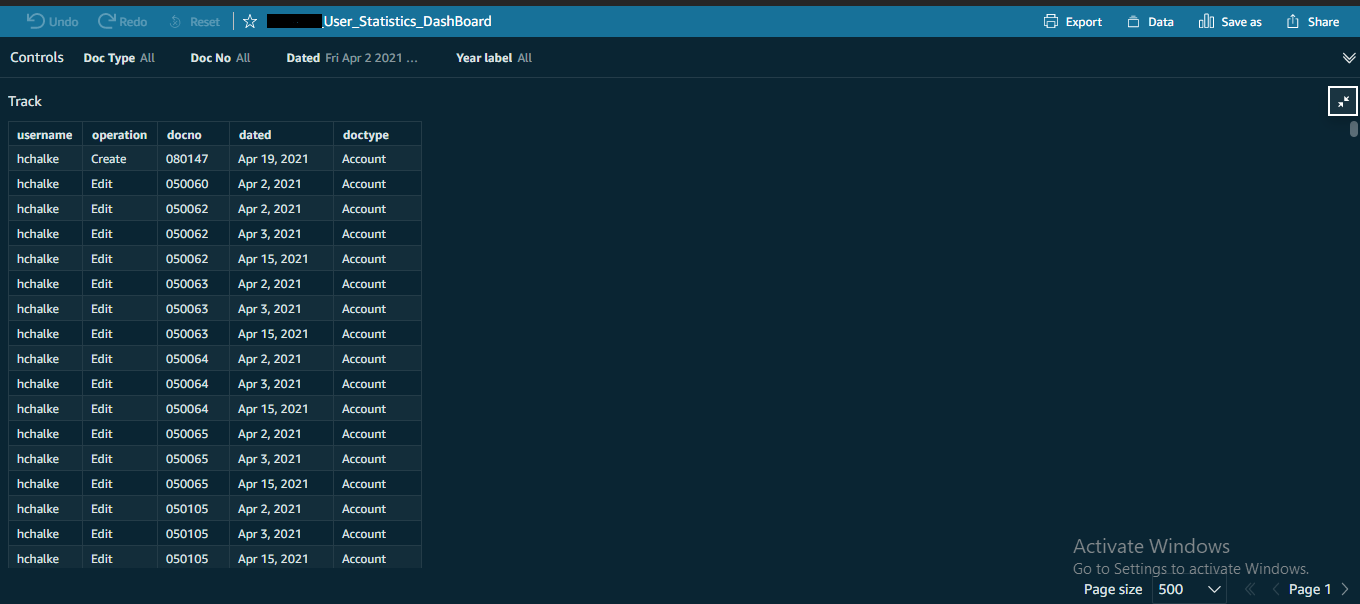 Undo Redo Reset User_Statistics_DashBoard Export Data Save as Share
Controls Doc Type All Doc No All Dated Fri Apr 2 2021 ... Year label All
Track
username operation docno dated doctype
hchalke Create 080147 Apr 19, 2021 Account
hchalke Edit 050060 Apr 2, 2021 Account
hchalke Edit 050062 Apr 2, 2021 Account
hchalke Edit 050062 Apr 3, 2021 Account
hchalke Edit 050062 Apr 15, 2021 Account
hchalke Edit 050063 Apr 2, 2021 Account
hchalke Edit 050063 Apr 3, 2021 Account
hchalke Edit 050063 Apr 15, 2021 Account
hchalke Edit 050064 Apr 2, 2021 Account
hchalke Edit 050064 Apr 3, 2021 Account
hchalke Edit 050064 Apr 15, 2021 Account
hchalke Edit 050065 Apr 2, 2021 Account
hchalke Edit 050065 Apr 3, 2021 Account
hchalke Edit 050065 Apr 15, 2021 Account
hchalke Edit 050105 Apr 2, 2021 Account
hchalke Edit 050105 Apr 3, 2021 Account
hchalke Edit 050105 Apr 15, 2021 Account
Activate Windows
Go to Settings to activate Windows.
Page size 500 Page 1